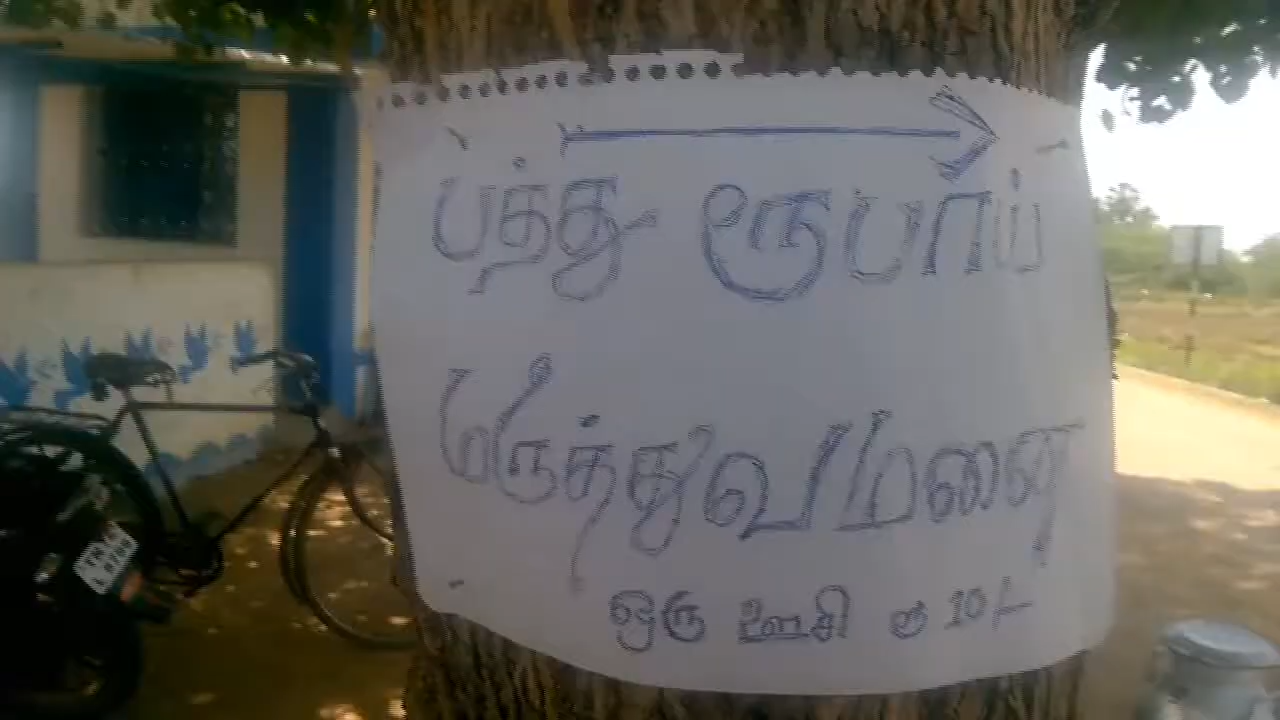 பத்து ரூபாய்
மருத்துவமனை
ஒரு ஊசி ரூ 10/-